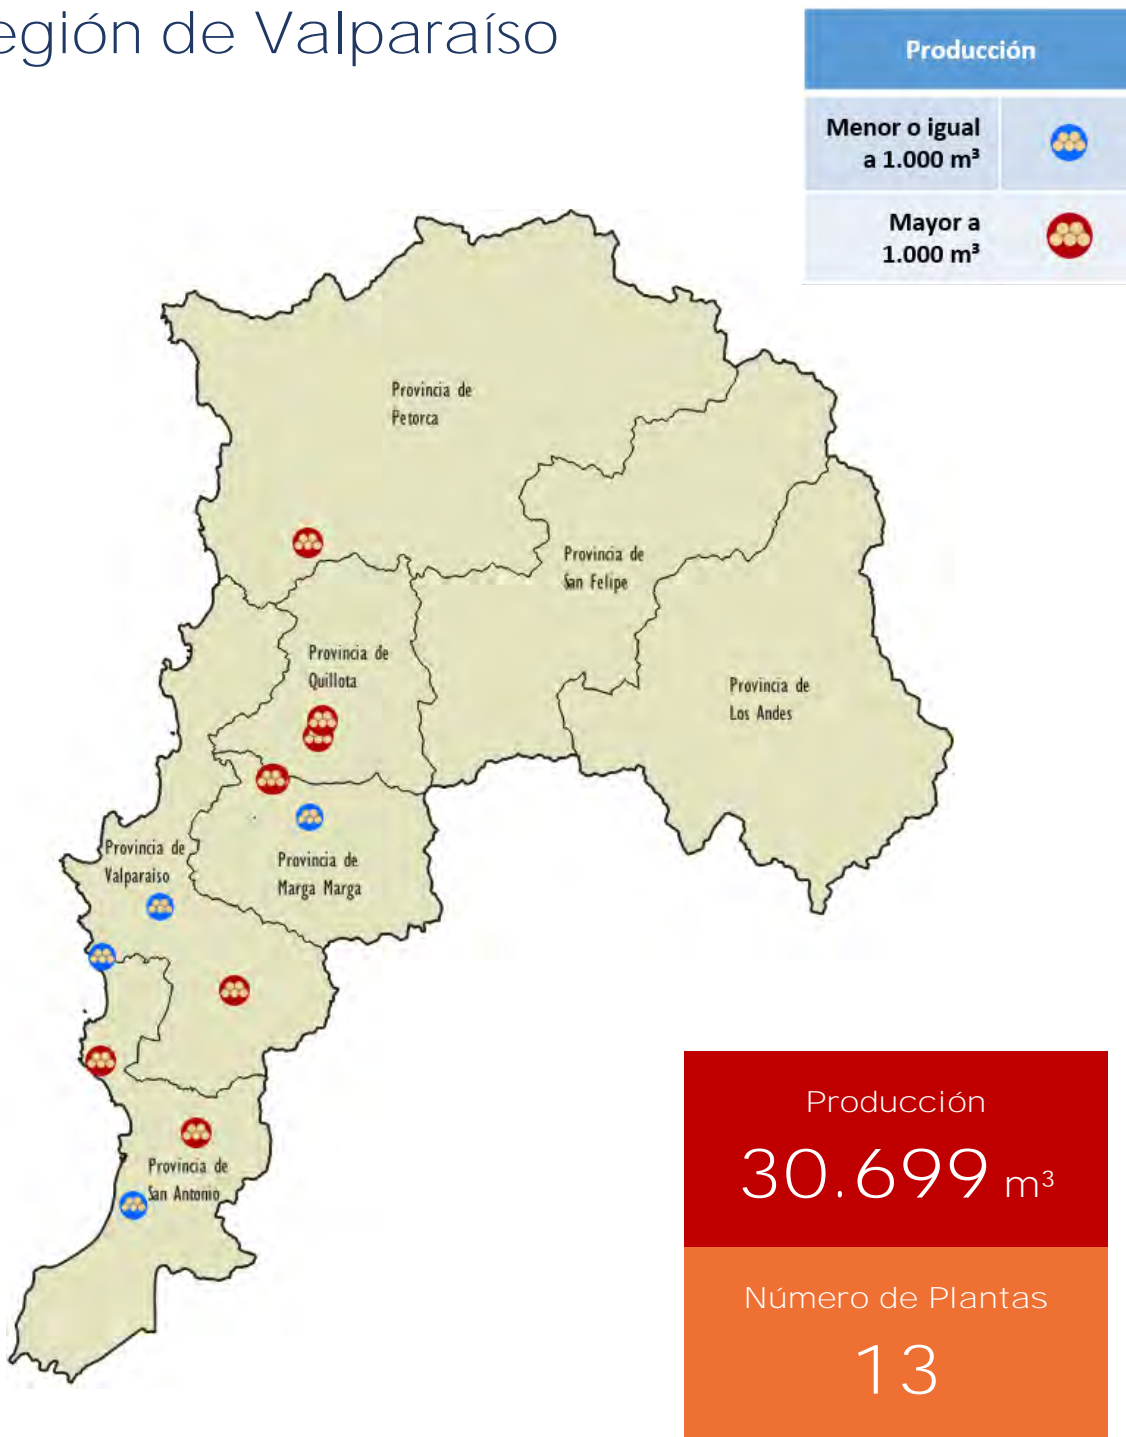 egión de Valparaíso
Producción
Menor o igual
a 1.000 m³
Mayor a
1.000 m³
Provincia de
Petorca
Provincia de
San Felipe
Provincia de
Quillota
Provincia de
Los Andes
Provincia de
Valparaiso
Provincia de
Marga Marga
Provincia de
San Antonio
Producción
30.699 m³
Número de Plantas
13